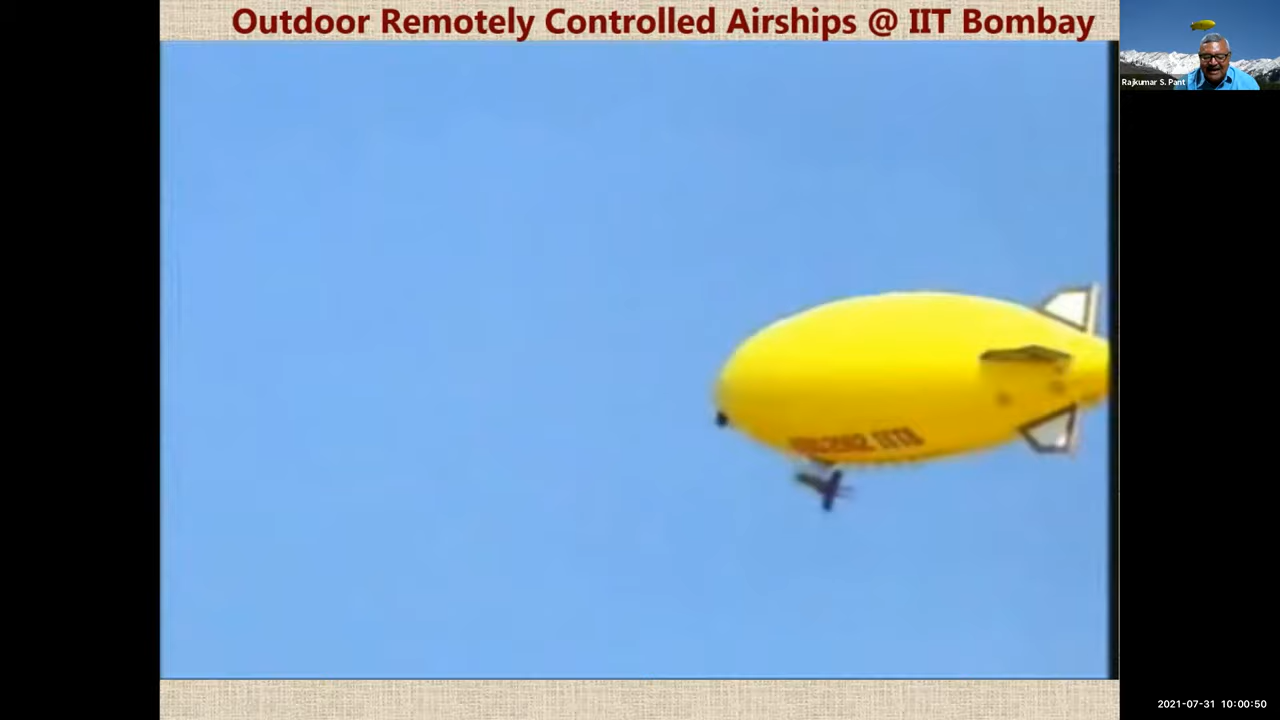 Outdoor Remotely Controlled Airships @ IIT Bombay
Rajkumar S. Pant
2021-07-31 10:00:50